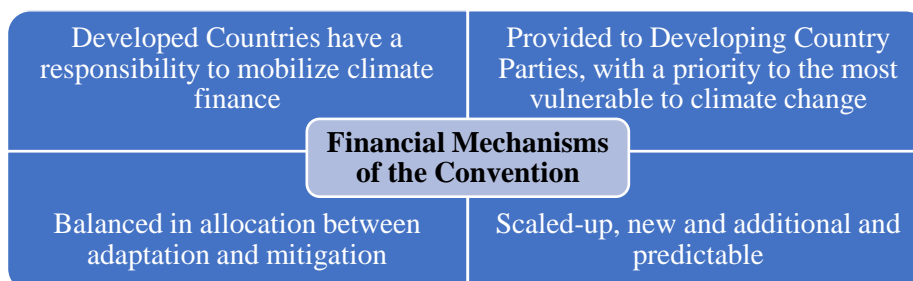 Developed Countries have a
responsibility to mobilize climate
finance
Provided to Developing Country
Parties, with a priority to the most
vulnerable to climate change
Financial Mechanisms
of the Convention
Balanced in allocation between
adaptation and mitigation
Scaled-up, new and additional and
predictable